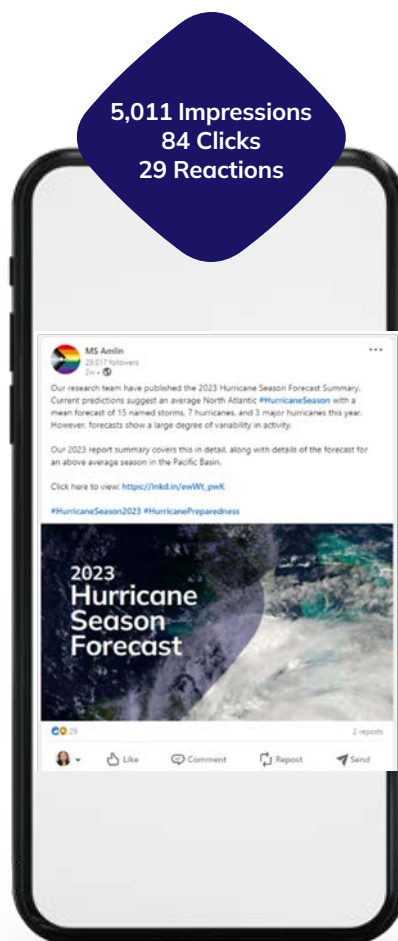 5,011 Impressions
84 Clicks
29 Reactions
MS Amlin
29,017 followers
2w •
Our research team have published the 2023 Hurricane Season Forecast Summary.
Current predictions suggest an average North Atlantic #HurricaneSeason with a
mean forecast of 15 named storms, 7 hurricanes, and 3 major hurricanes this year.
However, forecasts show a large degree of variability in activity.
Our 2023 report summary covers this in detail, along with details of the forecast for
an above average season in the Pacific Basin.
Click here to view: https://lnkd.in/ewWt_pwK
#HurricaneSeason2023 #HurricanePreparedness
2023
Hurricane
Season
Forecast
29
2 reposts
Like
Comment
Repost
Send